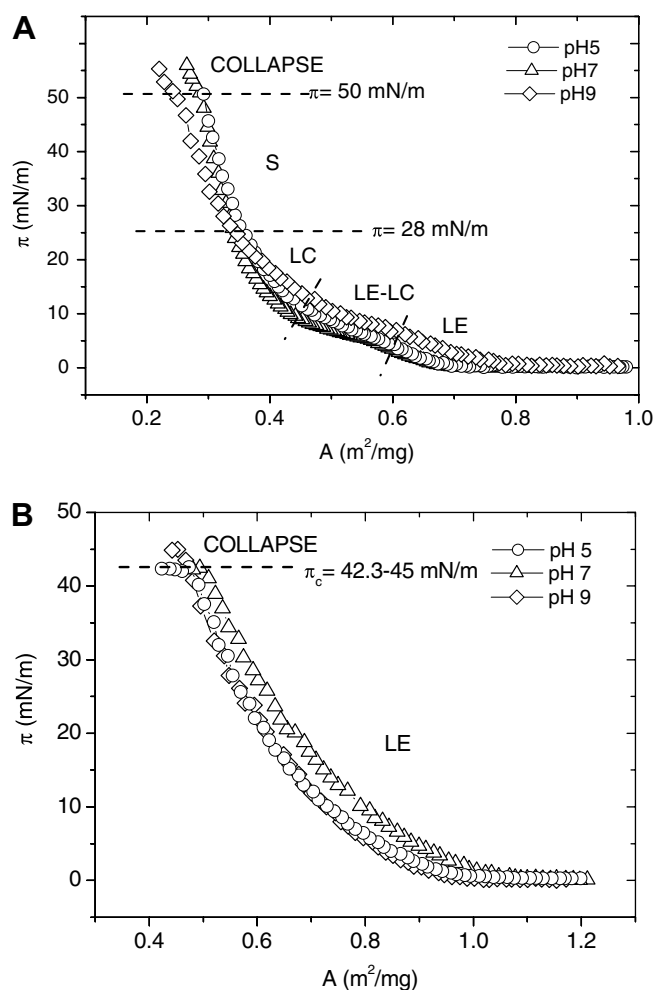 A
60
50
40
30
20
10
0
π (mN/m)
COLLAPSE
pH5
pH7
pH9
π= 50 mN/m
S
π= 28 mN/m
LC
LE-LC
LE
0.2
0.4
0.6
0.8
1.0
A (m²/mg)
B
50
40
30
20
10
0
π (mN/m)
COLLAPSE
pH 5
pH 7
pH 9
πc= 42.3-45 mN/m
LE
0.4
0.6
0.8
1.0
1.2
A (m²/mg)